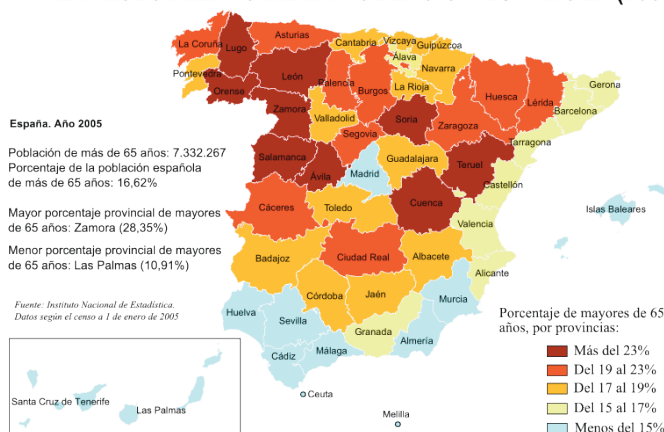 La Coruña
Lugo
Asturias
Cantabria
Vizcaya
Guipúzcoa
Álava
Navarra
Pontevedra
Orense
León
Palencia
Burgos
La Rioja
Huesca
Lérida
Gerona
Barcelona
Zamora
Valladolid
Soria
Zaragoza
Tarragona
Segovia
Salamanca
Ávila
Madrid
Guadalajara
Teruel
Castellón
Cáceres
Toledo
Cuenca
Valencia
Islas Baleares
Badajoz
Ciudad Real
Albacete
Alicante
Córdoba
Jaén
Murcia
Huelva
Sevilla
Granada
Almería
Cádiz
Málaga
Ceuta
Melilla
Santa Cruz de Tenerife
Las Palmas
España. Año 2005
Población de más de 65 años: 7.332.267
Porcentaje de la población española
de más de 65 años: 16,62%
Mayor porcentaje provincial de mayores
de 65 años: Zamora (28,35%)
Menor porcentaje provincial de mayores
de 65 años: Las Palmas (10,91%)
Fuente: Instituto Nacional de Estadística.
Datos según el censo a 1 de enero de 2005
Porcentaje de mayores de 65
años, por provincias:
Más del 23%
Del 19 al 23%
Del 17 al 19%
Del 15 al 17%
Menos del 15%